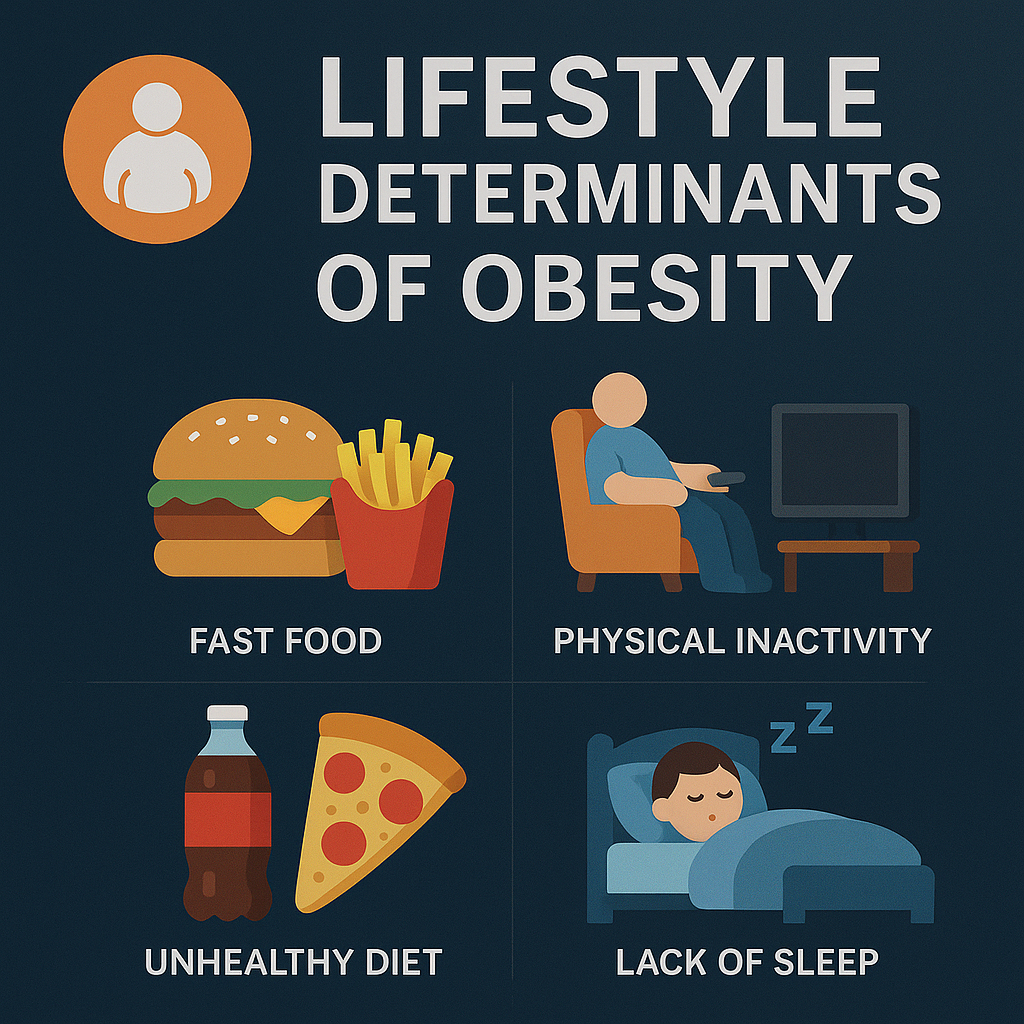 LIFESTYLE
DETERMINANTS
OF OBESITY
FAST FOOD
PHYSICAL INACTIVITY
Z Z
UNHEALTHY DIET
LACK OF SLEEP